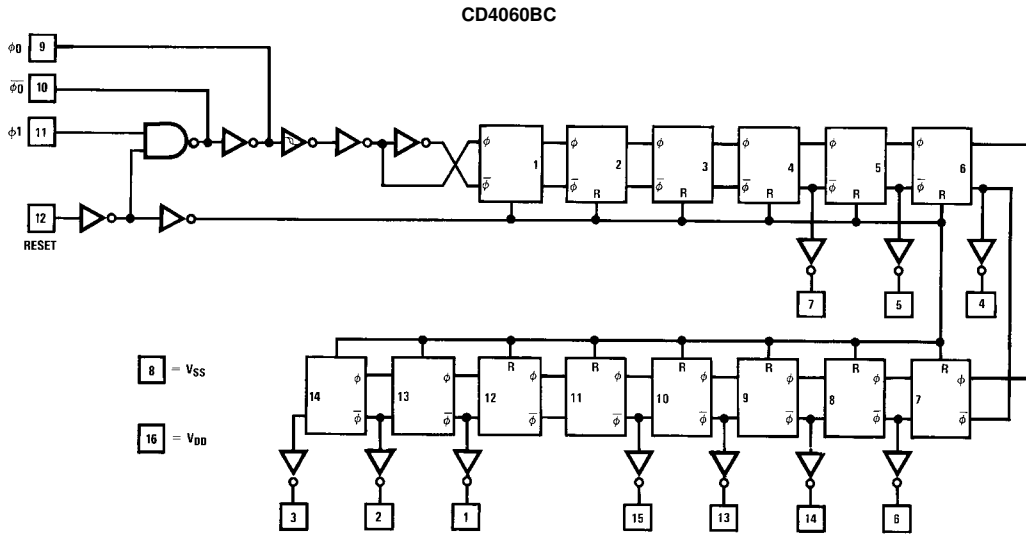 CD4060BC
ϕ0 9
ϕ̅0̅ 10
ϕ1 11
12
RESET
ϕ ϕ ϕ ϕ ϕ ϕ
1 2 3 4 5 6
ϕ̅ ϕ̅ ϕ̅ ϕ̅ ϕ̅ ϕ̅
R R R R R
7 5 4
8 = VSS
16 = VDD
R R R R R R
ϕ ϕ ϕ ϕ ϕ ϕ ϕ ϕ
14 13 12 11 10 9 8 7
ϕ̅ ϕ̅ ϕ̅ ϕ̅ ϕ̅ ϕ̅ ϕ̅ ϕ̅
3 2 1 15 13 14 6